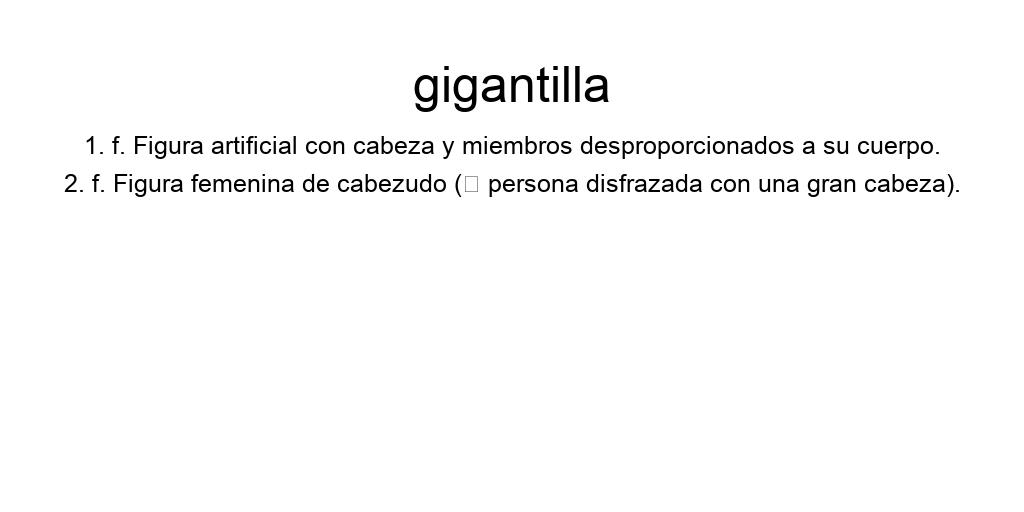 gigantilla
1. f. Figura artificial con cabeza y miembros desproporcionados a su cuerpo.
2. f. Figura femenina de cabezudo (□ persona disfrazada con una gran cabeza).